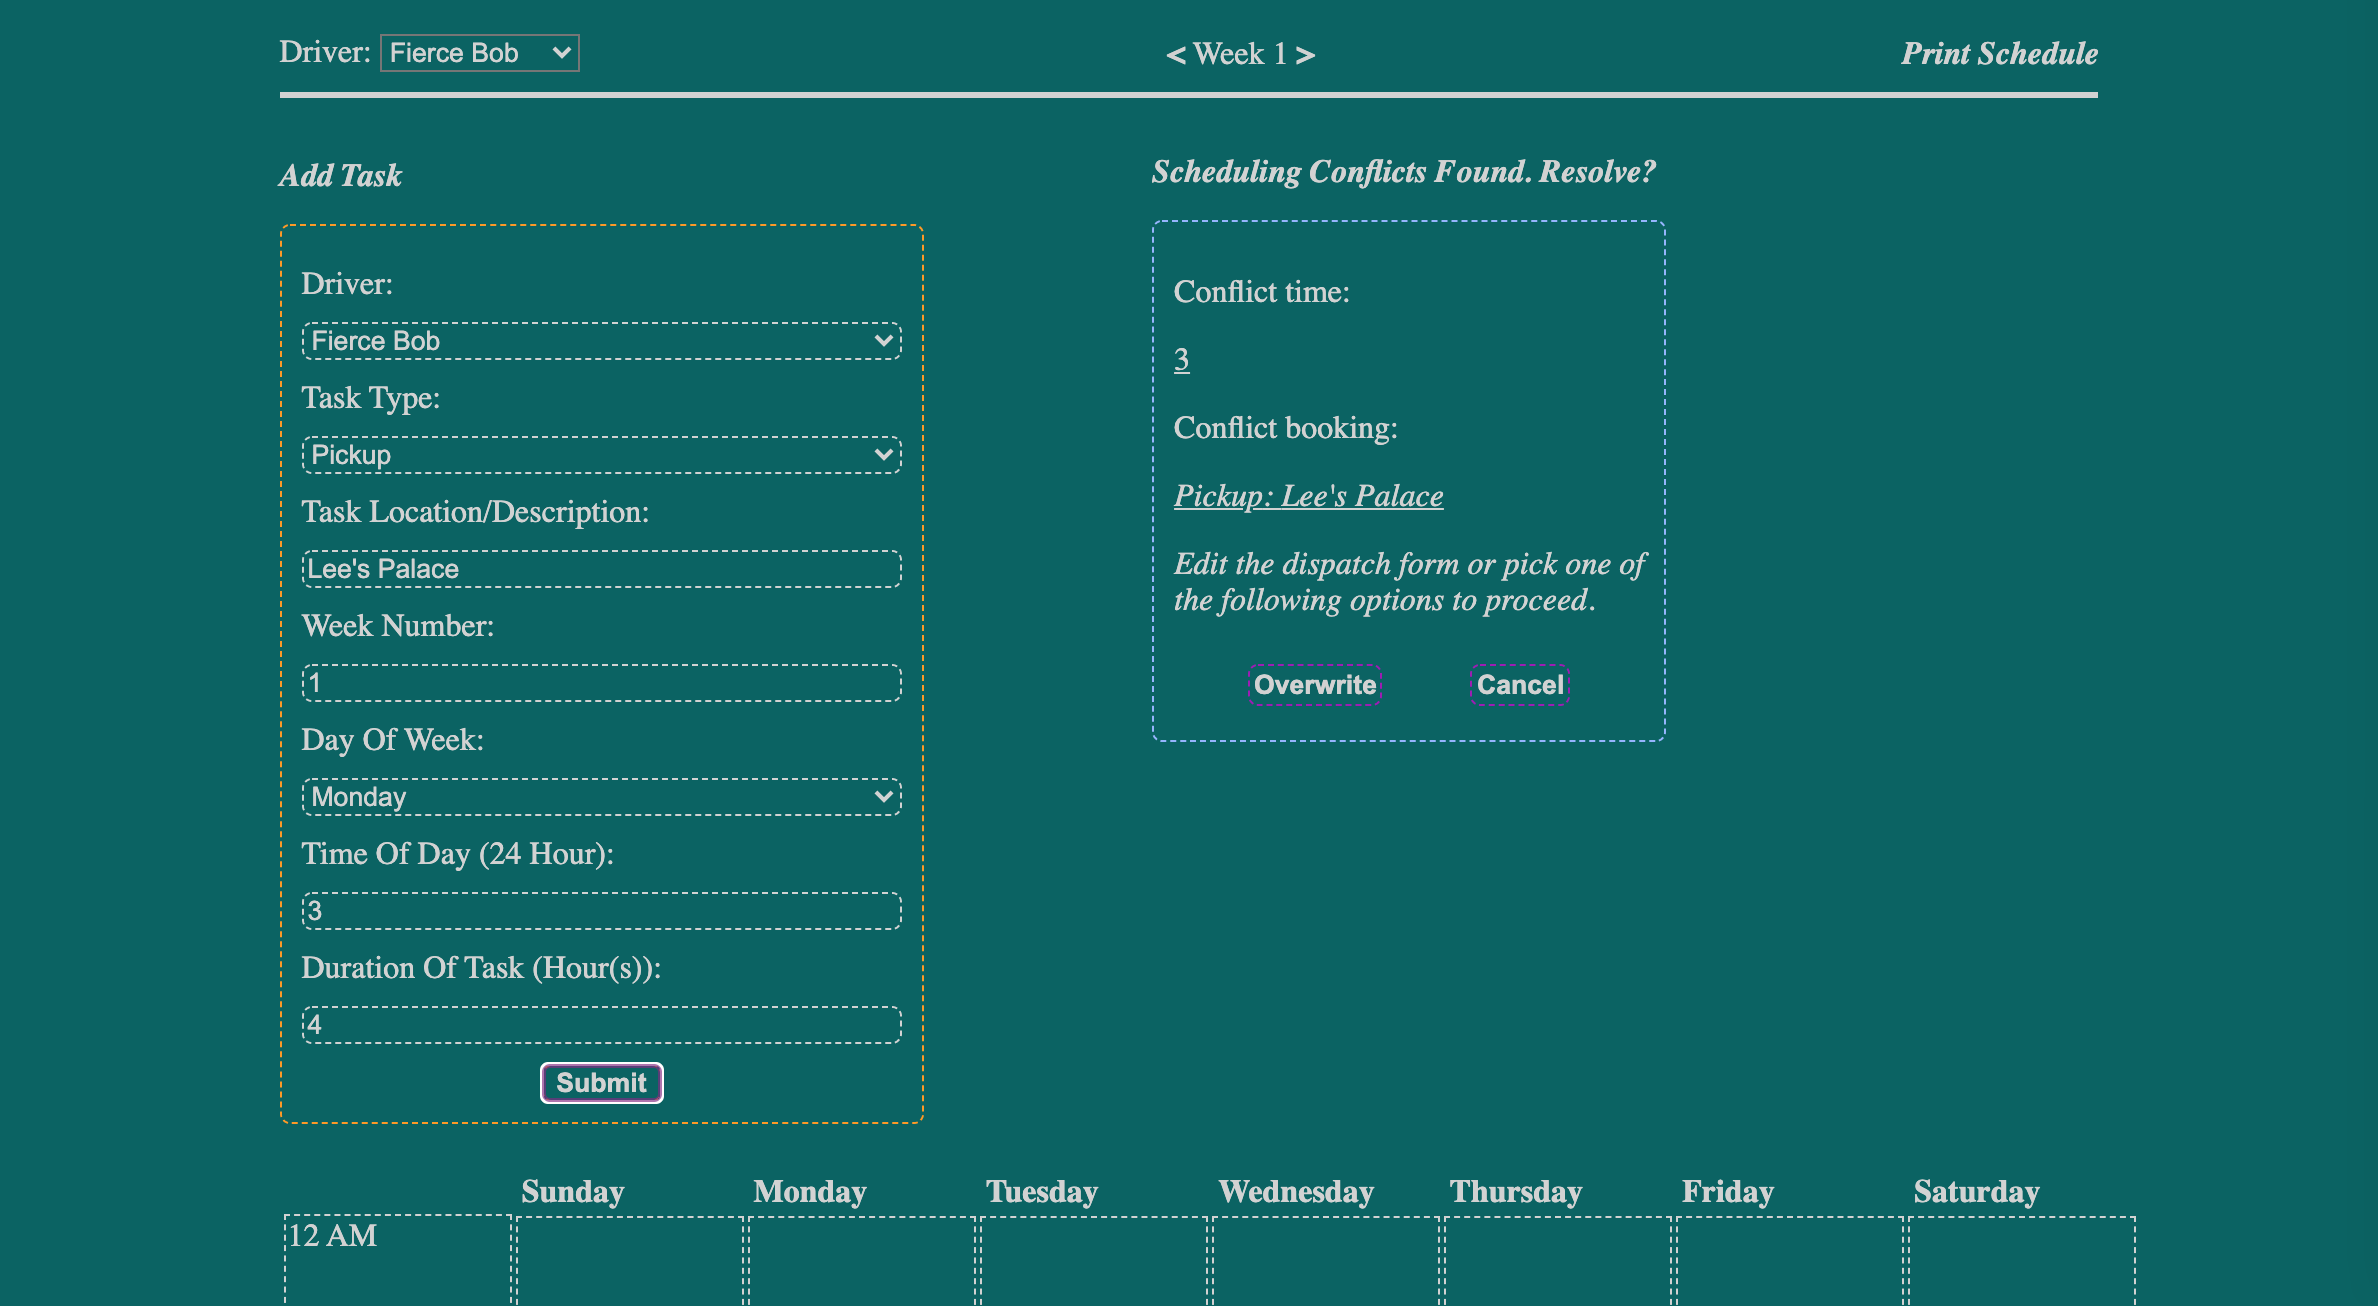 Driver: Fierce Bob
< Week 1 >
Print Schedule
Add Task
Driver:
Fierce Bob
Task Type:
Pickup
Task Location/Description:
Lee's Palace
Week Number:
1
Day Of Week:
Monday
Time Of Day (24 Hour):
3
Duration Of Task (Hour(s)):
4
Submit
Scheduling Conflicts Found. Resolve?
Conflict time:
3
Conflict booking:
Pickup: Lee's Palace
Edit the dispatch form or pick one of
the following options to proceed.
Overwrite Cancel
Sunday Monday Tuesday Wednesday Thursday Friday Saturday
12 AM